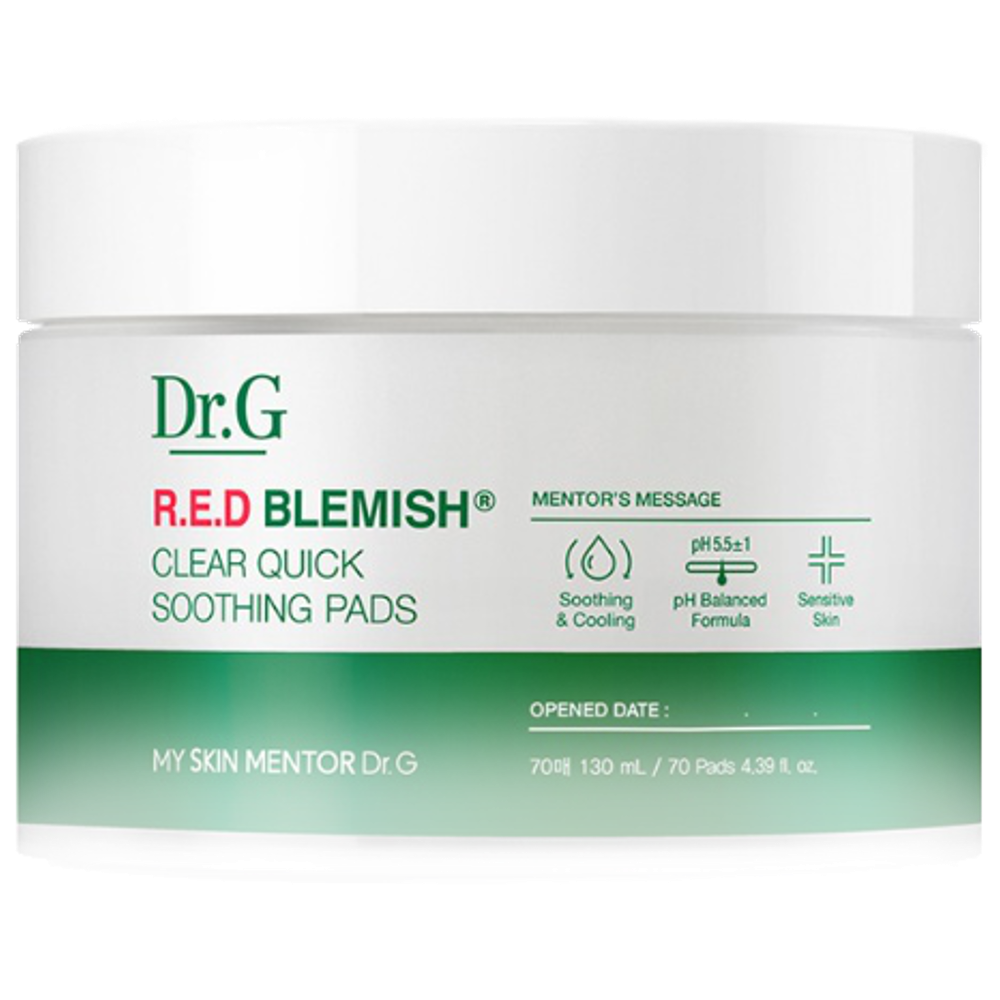 Dr.G
R.E.D BLEMISH®
CLEAR QUICK
SOOTHING PADS
MENTOR'S MESSAGE
Soothing
& Cooling
pH 5.5±1
pH Balanced
Formula
Sensitive
Skin
OPENED DATE : . .
MY SKIN MENTOR Dr.G
70매 130 mL / 70 Pads 4.39 fl. oz.